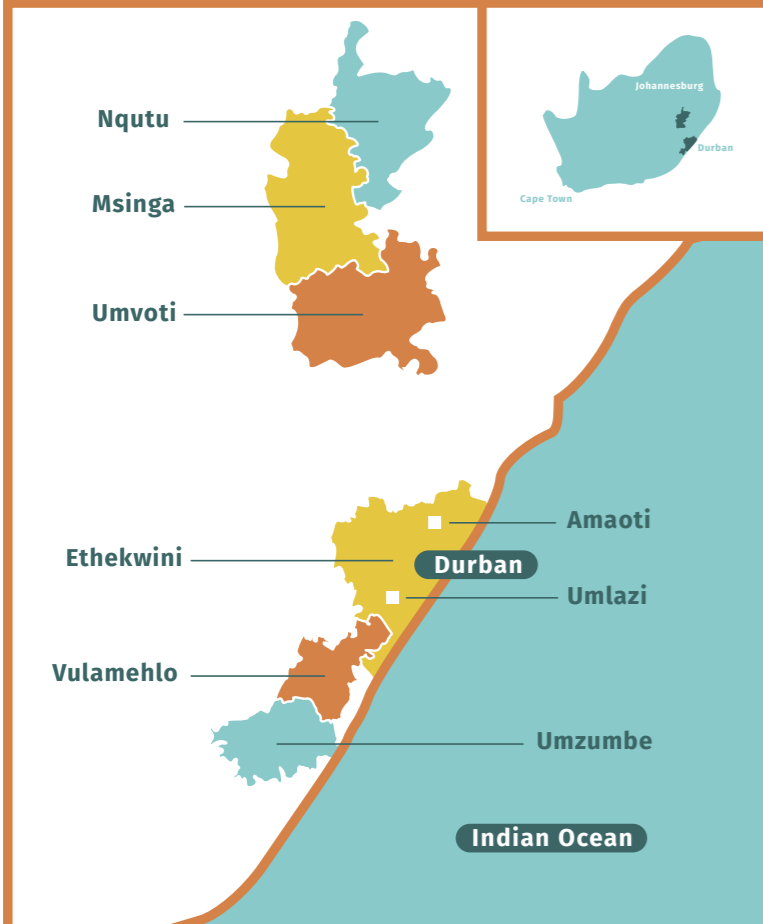 Johannesburg
Durban
Cape Town
Nqutu
Msinga
Umvoti
Amaoti
Ethekwini
Durban
Umlazi
Vulamehlo
Umzumbe
Indian Ocean